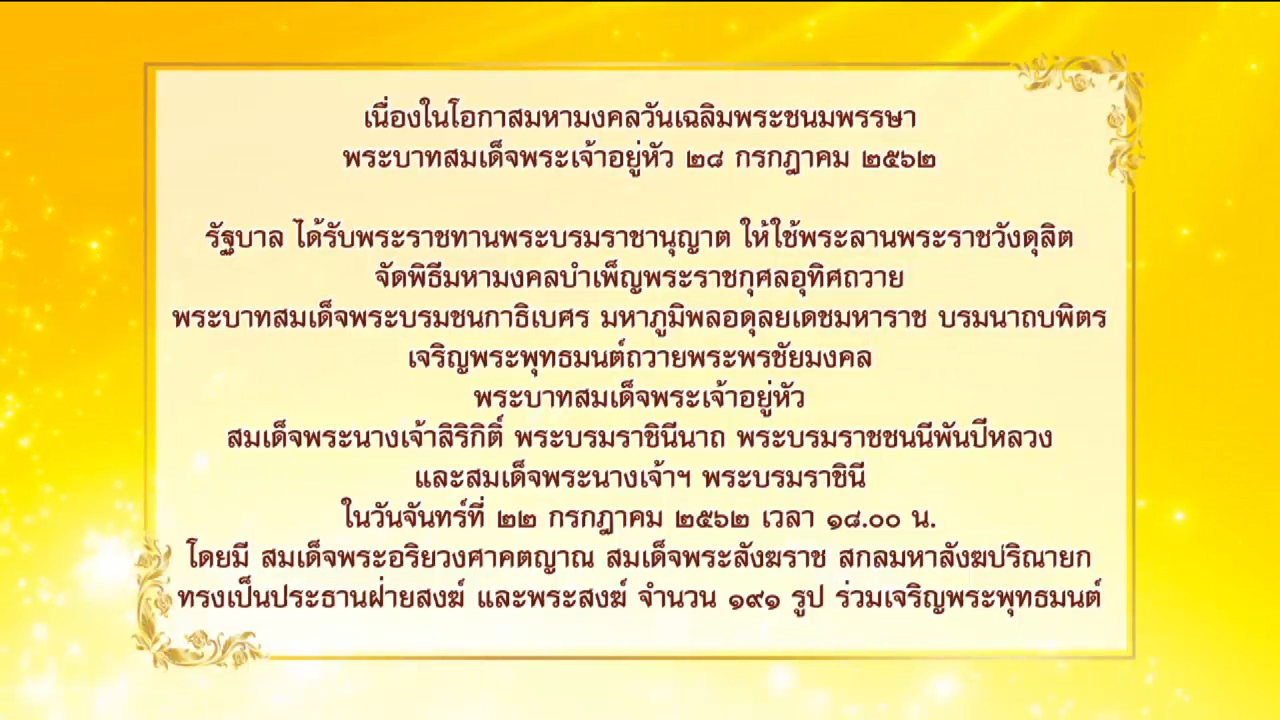 เนื่องในโอกาสมหามงคลวันเฉลิมพระชนมพรรษา
พระบาทสมเด็จพระเจ้าอยู่หัว ๒๘ กรกฎาคม ๒๕๖๒
รัฐบาล ได้รับพระราชทานพระบรมราชานุญาต ให้ใช้พระลานพระราชวังดุสิต
จัดพิธีมหามงคลบำเพ็ญพระราชกุศลอุทิศถวาย
พระบาทสมเด็จพระบรมชนกาธิเบศร มหาภูมิพลอดุลยเดชมหาราช บรมนาถบพิตร
เจริญพระพุทธมนต์ถวายพระพรชัยมงคล
พระบาทสมเด็จพระเจ้าอยู่หัว
สมเด็จพระนางเจ้าสิริกิติ์ พระบรมราชินีนาถ พระบรมราชชนนีพันปีหลวง
และสมเด็จพระนางเจ้าฯ พระบรมราชินี
ในวันจันทร์ที่ ๒๒ กรกฎาคม ๒๕๖๒ เวลา ๑๘.๐๐ น.
โดยมี สมเด็จพระอริยวงศาคตญาณ สมเด็จพระสังฆราช สกลมหาสังฆปริณายก
ทรงเป็นประธานฝ่ายสงฆ์ และพระสงฆ์ จำนวน ๑๙๑ รูป ร่วมเจริญพระพุทธมนต์